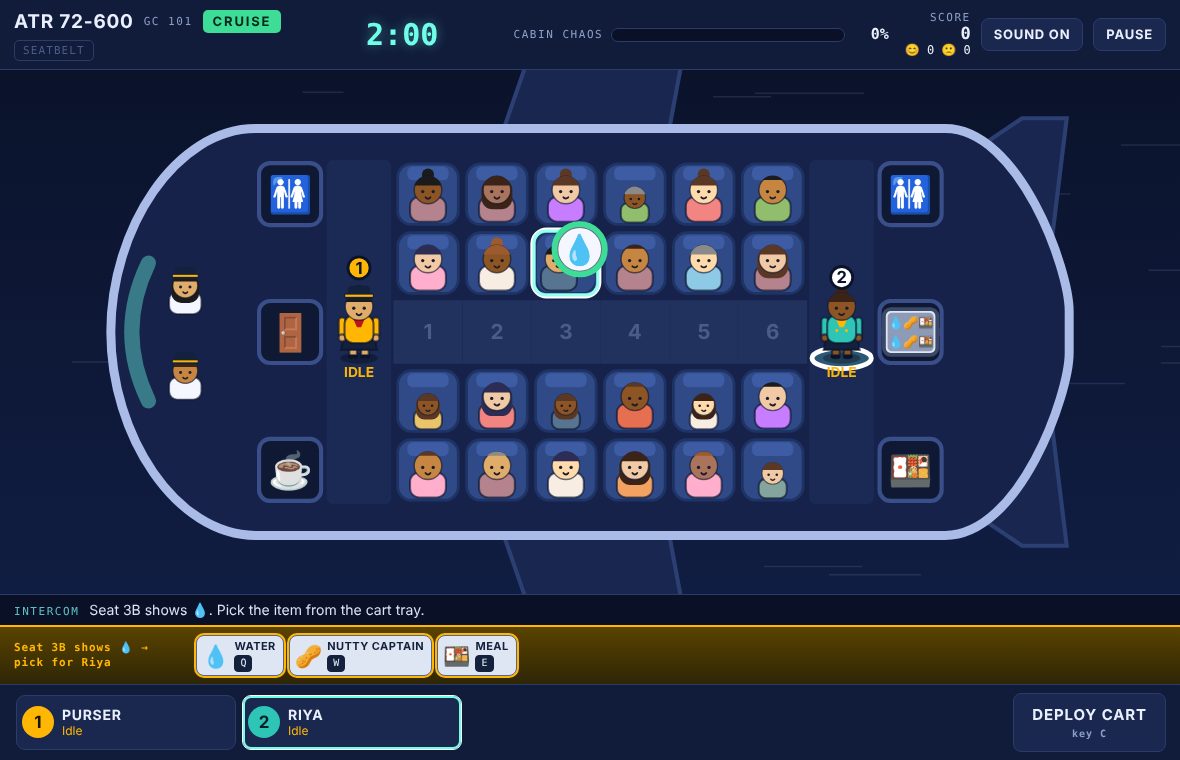 ATR 72-600 GC 101 CRUISE
SEATBELT
2:00
CABIN CHAOS 0%
SCORE
0
😊 0 🙁 0
SOUND ON
PAUSE
1
IDLE
2
IDLE
1 2 3 4 5 6
INTERCOM Seat 3B shows 💧. Pick the item from the cart tray.
Seat 3B shows 💧 →
pick for Riya
WATER
Q
NUTTY CAPTAIN
W
MEAL
E
1 PURSER
Idle
2 RIYA
Idle
DEPLOY CART
key C